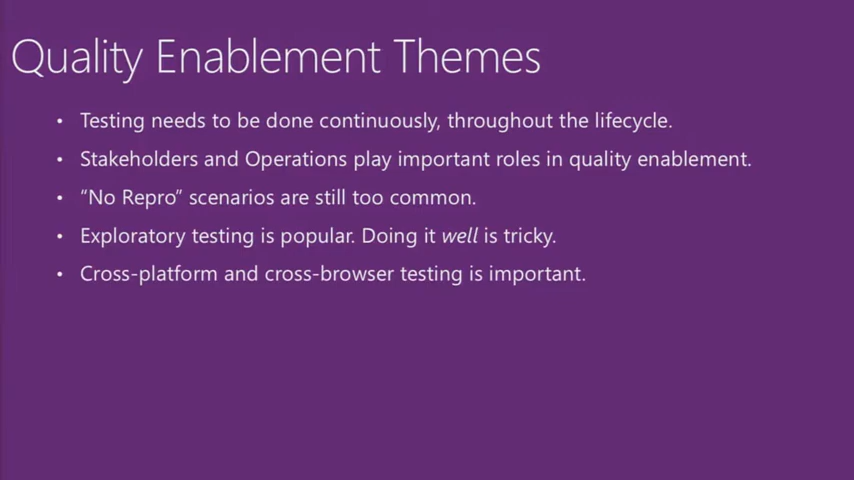 Quality Enablement Themes
• Testing needs to be done continuously, throughout the lifecycle.
• Stakeholders and Operations play important roles in quality enablement.
• “No Repro” scenarios are still too common.
• Exploratory testing is popular. Doing it well is tricky.
• Cross-platform and cross-browser testing is important.